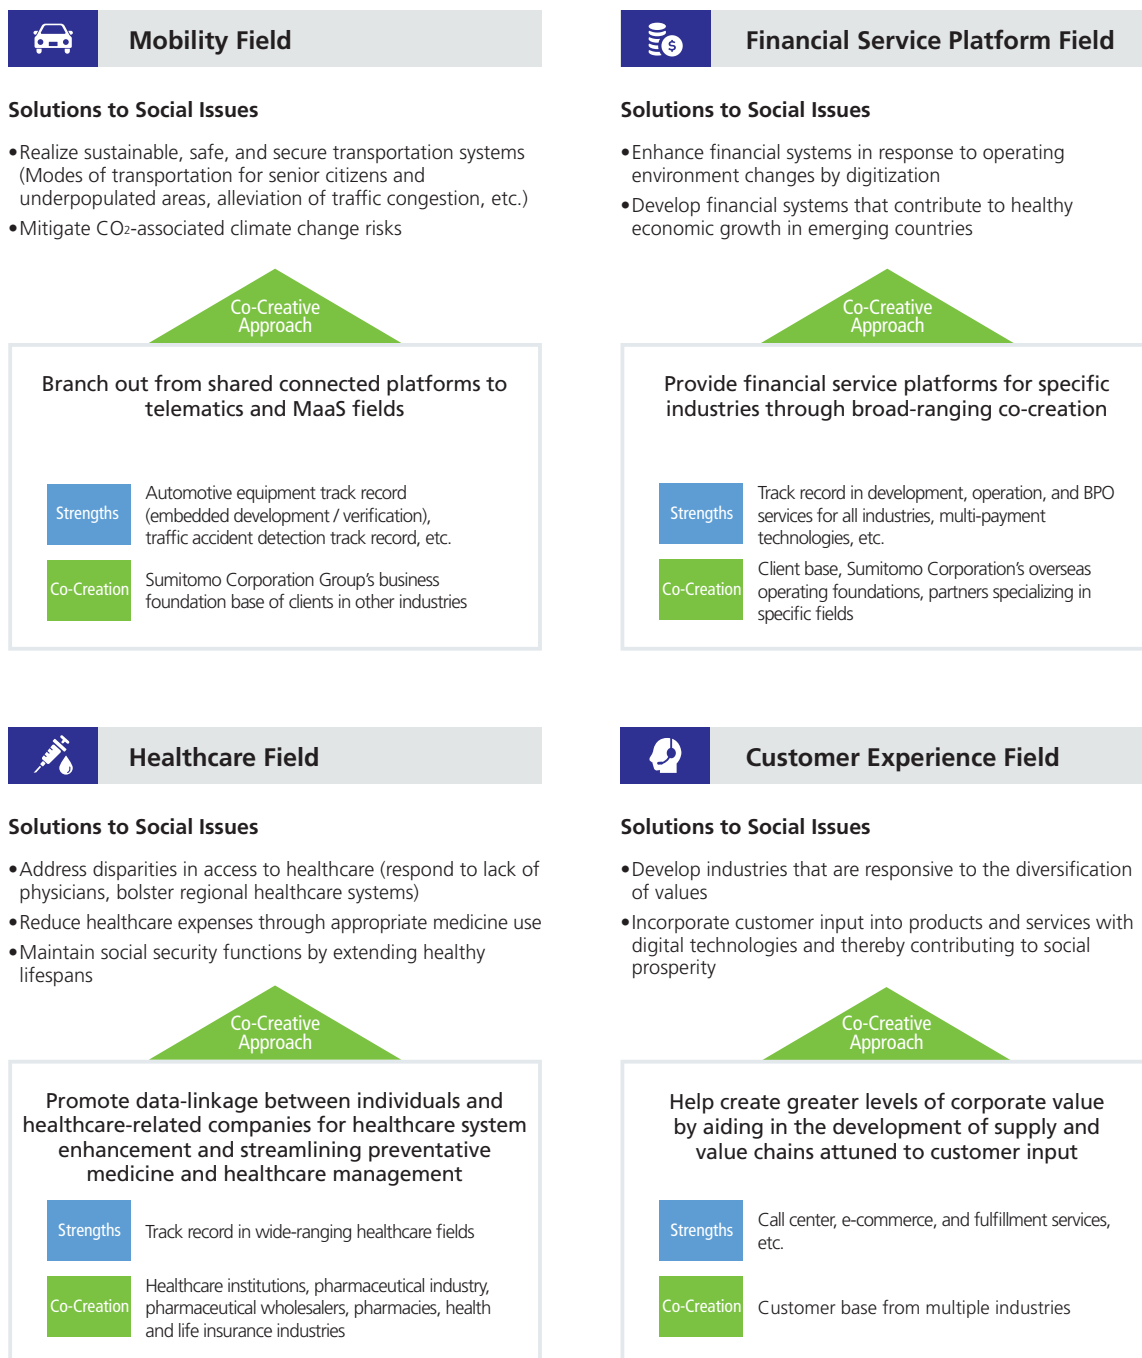 Mobility Field
Solutions to Social Issues
•Realize sustainable, safe, and secure transportation systems
(Modes of transportation for senior citizens and
underpopulated areas, alleviation of traffic congestion, etc.)
•Mitigate CO2-associated climate change risks
Co-Creative
Approach
Branch out from shared connected platforms to
telematics and MaaS fields
Strengths
Automotive equipment track record
(embedded development / verification),
traffic accident detection track record, etc.
Co-Creation
Sumitomo Corporation Group's business
foundation base of clients in other industries
Financial Service Platform Field
Solutions to Social Issues
•Enhance financial systems in response to operating
environment changes by digitization
•Develop financial systems that contribute to healthy
economic growth in emerging countries
Co-Creative
Approach
Provide financial service platforms for specific
industries through broad-ranging co-creation
Strengths
Track record in development, operation, and BPO
services for all industries, multi-payment
technologies, etc.
Co-Creation
Client base, Sumitomo Corporation's overseas
operating foundations, partners specializing in
specific fields
Healthcare Field
Solutions to Social Issues
•Address disparities in access to healthcare (respond to lack of
physicians, bolster regional healthcare systems)
•Reduce healthcare expenses through appropriate medicine use
•Maintain social security functions by extending healthy
lifespans
Co-Creative
Approach
Promote data-linkage between individuals and
healthcare-related companies for healthcare system
enhancement and streamlining preventative
medicine and healthcare management
Strengths
Track record in wide-ranging healthcare fields
Co-Creation
Healthcare institutions, pharmaceutical industry,
pharmaceutical wholesalers, pharmacies, health
and life insurance industries
Customer Experience Field
Solutions to Social Issues
•Develop industries that are responsive to the diversification
of values
•Incorporate customer input into products and services with
digital technologies and thereby contributing to social
prosperity
Co-Creative
Approach
Help create greater levels of corporate value
by aiding in the development of supply and
value chains attuned to customer input
Strengths
Call center, e-commerce, and fulfillment services,
etc.
Co-Creation
Customer base from multiple industries